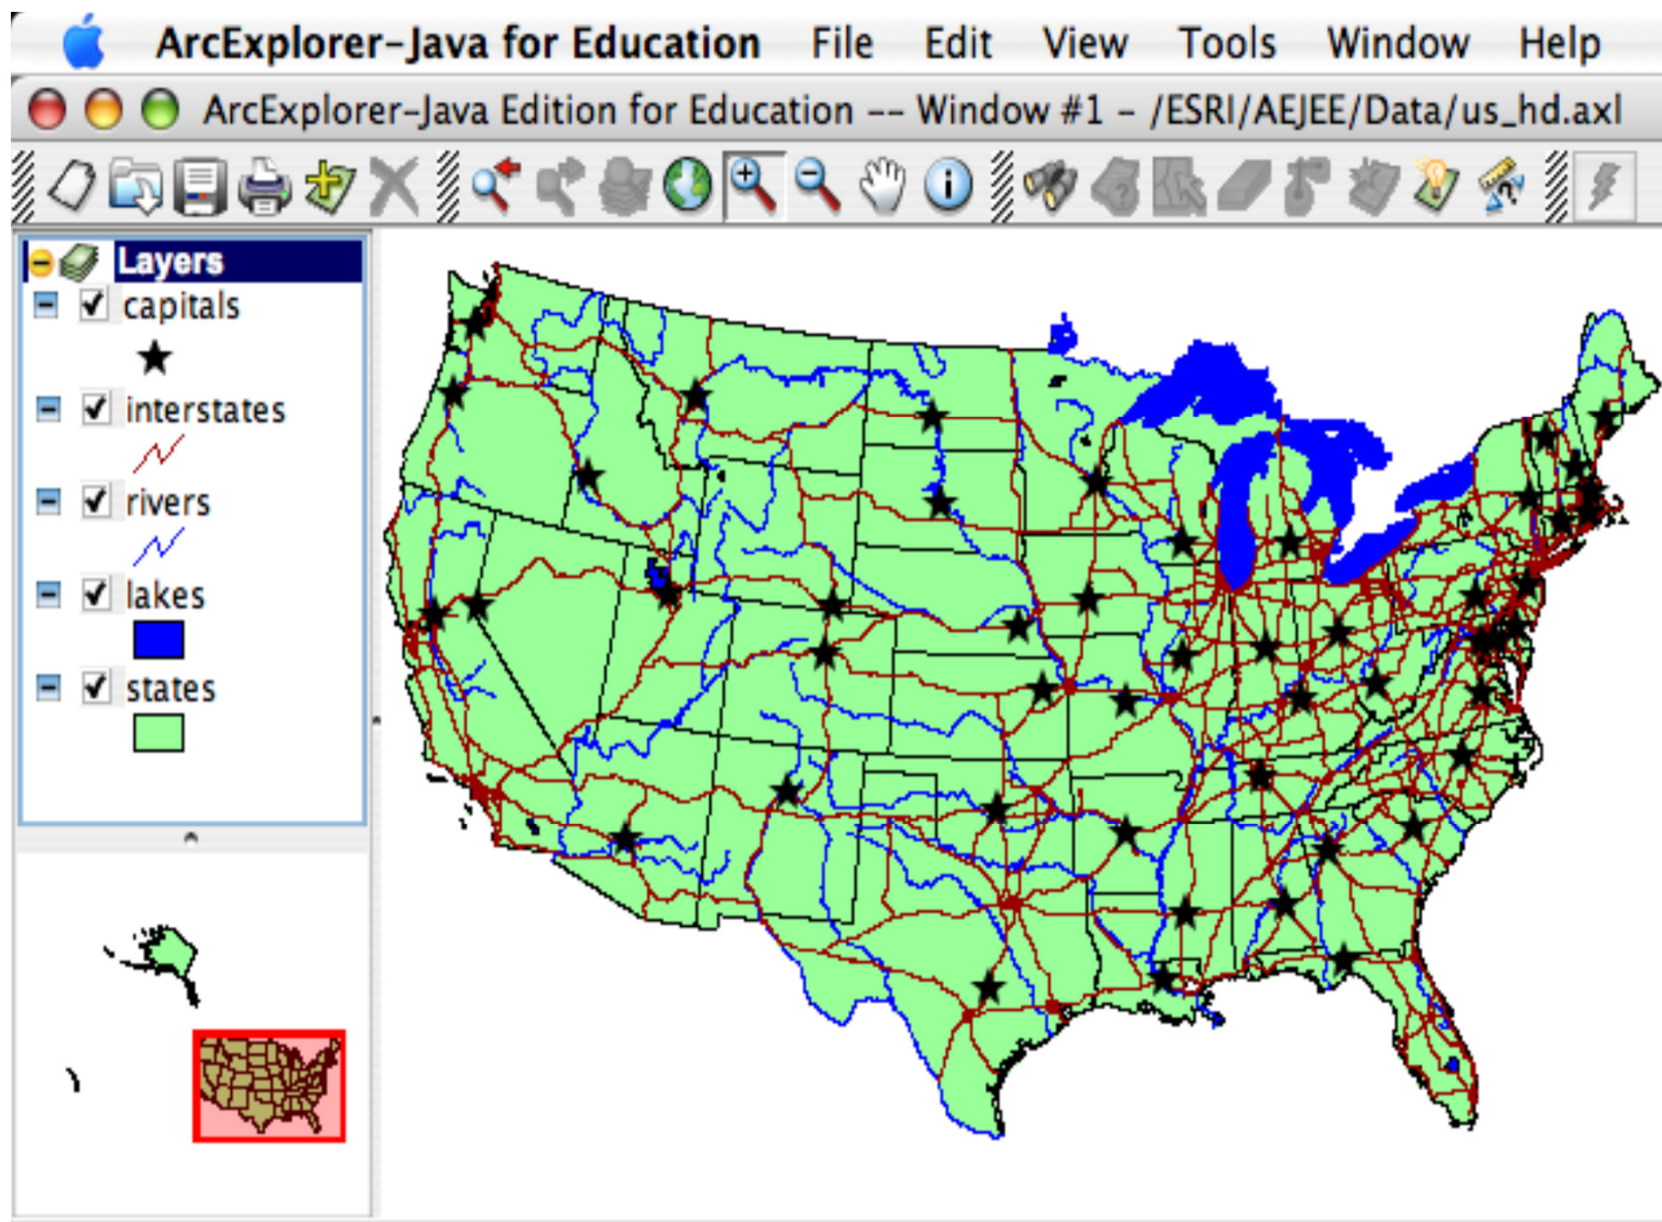 ArcExplorer-Java for Education File Edit View Tools Window Help
ArcExplorer-Java Edition for Education -- Window #1 - /ESRI/AEJEE/Data/us_hd.axl
Layers
capitals
interstates
rivers
lakes
states